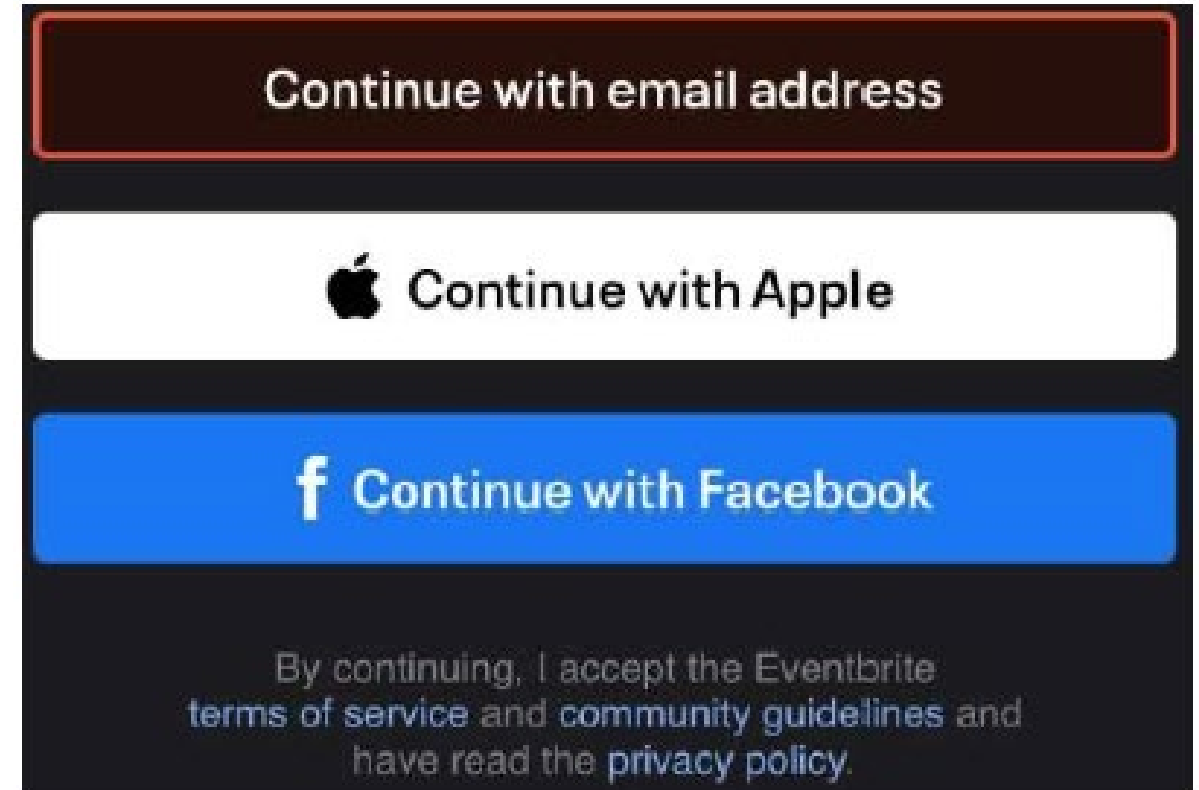 Continue with email address
Continue with Apple
f Continue with Facebook
By continuing, I accept the Eventbrite
terms of service and community guidelines and
have read the privacy policy.